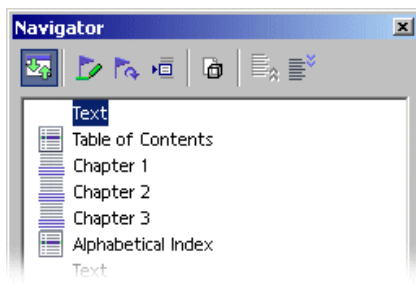 Navigator
Text
Table of Contents
Chapter 1
Chapter 2
Chapter 3
Alphabetical Index
Text